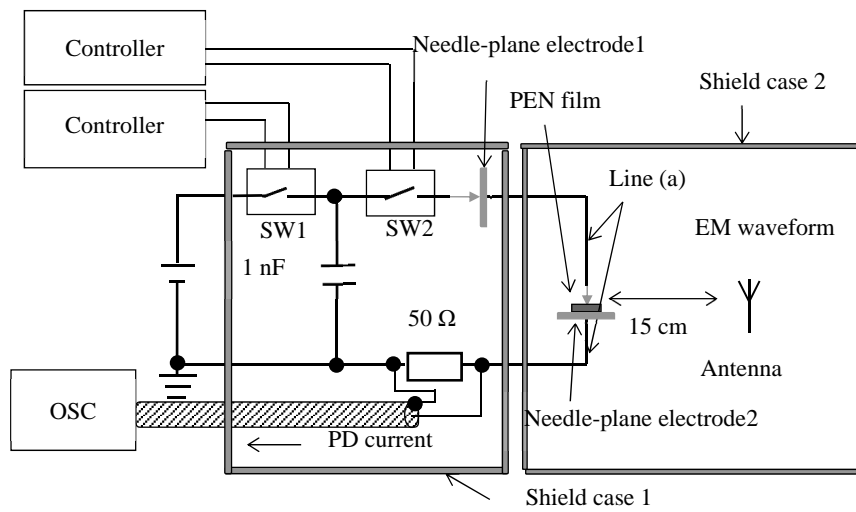 Controller
Needle-plane electrode1
PEN film
Shield case 2
Controller
Line (a)
SW1
SW2
EM waveform
1 nF
50 Ω
15 cm
Antenna
OSC
PD current
Needle-plane electrode2
Shield case 1